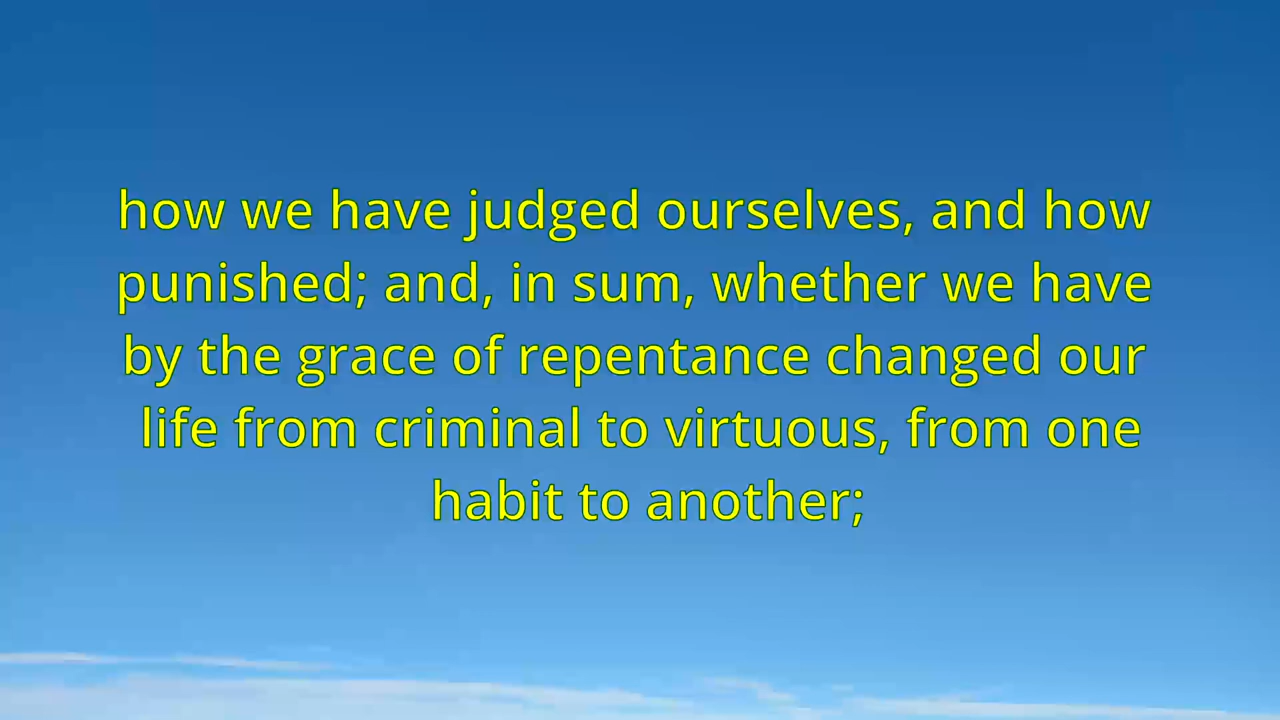 how we have judged ourselves, and how
punished; and, in sum, whether we have
by the grace of repentance changed our
life from criminal to virtuous, from one
habit to another;